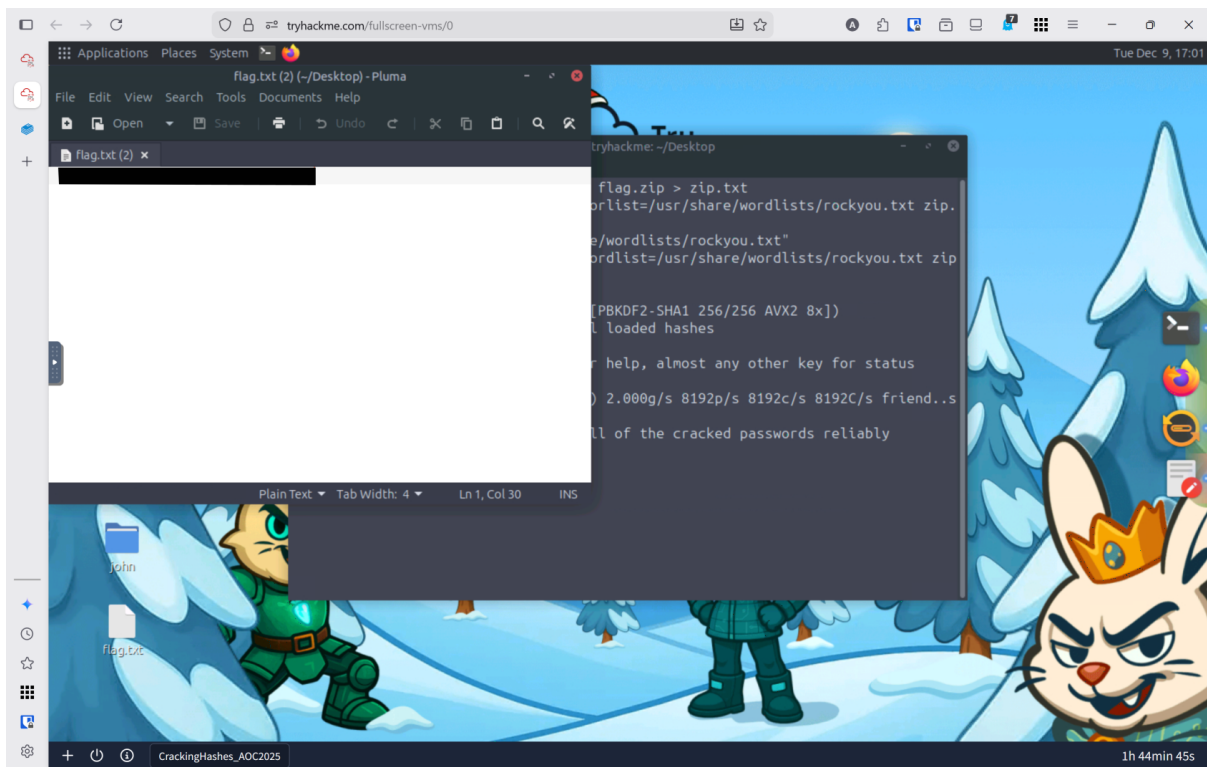 tryhackme.com/fullscreen-vms/0
A
7
Applications Places System
Tue Dec 9, 17:01
flag.txt (2) (~/Desktop) - Pluma
File Edit View Search Tools Documents Help
Open Save Undo
flag.txt (2)
Try
tryhackme: ~/Desktop
flag.zip > zip.txt
orlist=/usr/share/wordlists/rockyou.txt zip.
e/wordlists/rockyou.txt"
ordlist=/usr/share/wordlists/rockyou.txt zip
[PBKDF2-SHA1 256/256 AVX2 8x])
l loaded hashes
r help, almost any other key for status
) 2.000g/s 8192p/s 8192c/s 8192C/s friend..s
ll of the cracked passwords reliably
Plain Text Tab Width: 4 Ln 1, Col 30 INS
john
flag.txt
CrackingHashes_AOC2025
1h 44min 45s